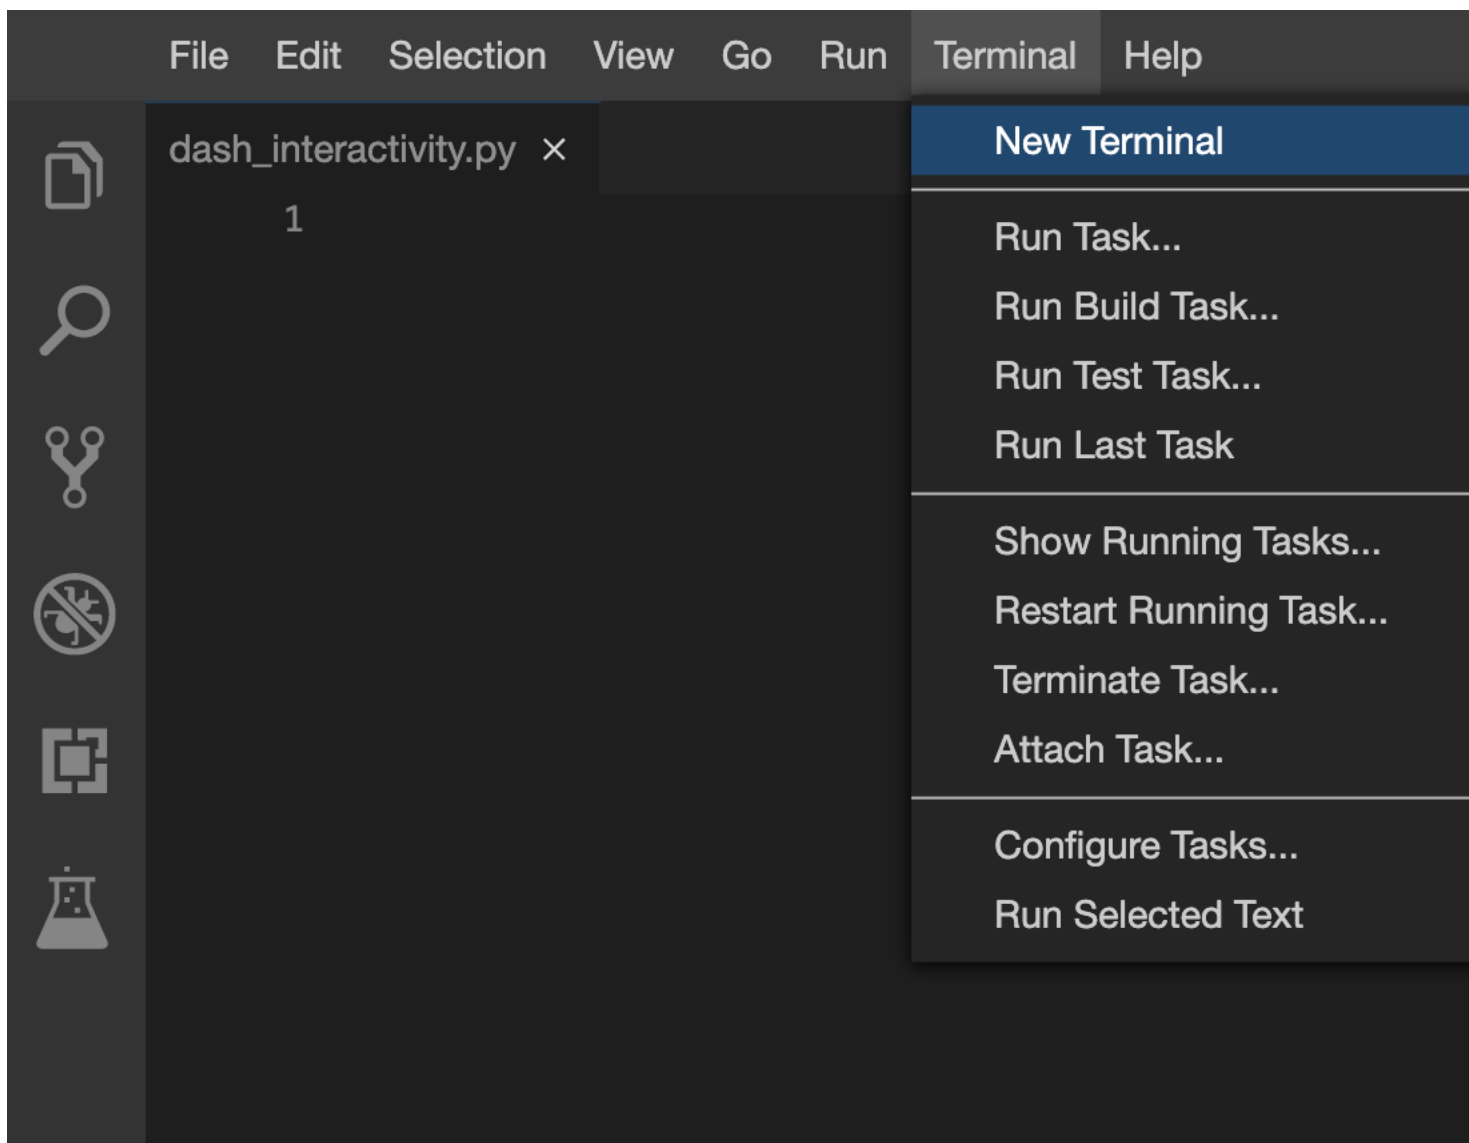 File Edit Selection View Go Run Terminal Help
dash_interactivity.py ×
1
New Terminal
Run Task...
Run Build Task...
Run Test Task...
Run Last Task
Show Running Tasks...
Restart Running Task...
Terminate Task...
Attach Task...
Configure Tasks...
Run Selected Text